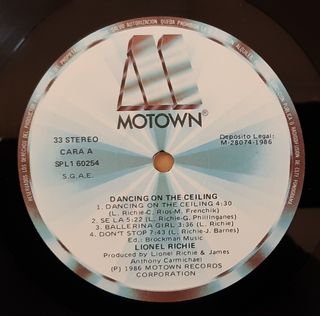 MOTOWN®
33 STEREO
CARA A
SPL1 60254
S.G.A.E.
Deposito Legal:
M-28074-1986
DANCING ON THE CEILING
1. DANCING ON THE CEILING 4:30
(L. Richie-C. Rios-M. Frenchik)
2. SE LA 5:22 (L. Richie-G. Phillinganes)
3. BALLERINA GIRL 3:36 (L. Richie)
4. DON'T STOP 7:43 (L. Richie-J. Barnes)
Ed.: Brockman Music
LIONEL RICHIE
Produced by Lionel Richie & James
Anthony Carmichael
(P) 1986 MOTOWN RECORDS
CORPORATION